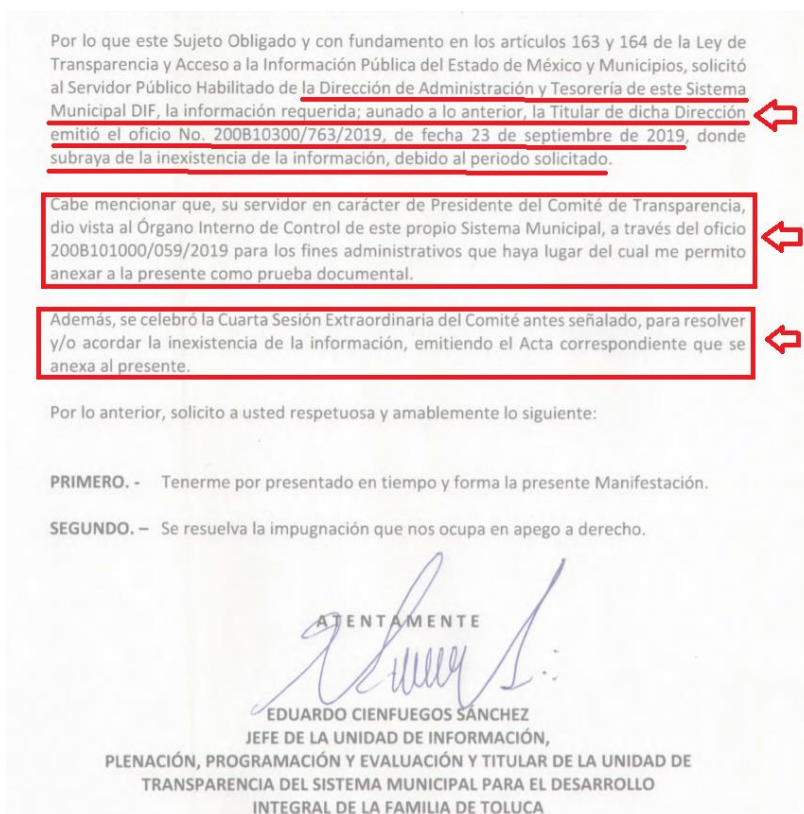 Por lo que este Sujeto Obligado y con fundamento en los artículos 163 y 164 de la Ley de
Transparencia y Acceso a la Información Pública del Estado de México y Municipios, solicitó
al Servidor Público Habilitado de la Dirección de Administración y Tesorería de este Sistema
Municipal DIF, la información requerida; aunado a lo anterior, la Titular de dicha Dirección
emitió el oficio No. 200B10300/763/2019, de fecha 23 de septiembre de 2019, donde
subraya de la inexistencia de la información, debido al periodo solicitado.
Cabe mencionar que, su servidor en carácter de Presidente del Comité de Transparencia,
dio vista al Órgano Interno de Control de este propio Sistema Municipal, a través del oficio
200B101000/059/2019 para los fines administrativos que haya lugar del cual me permito
anexar a la presente como prueba documental.
Además, se celebró la Cuarta Sesión Extraordinaria del Comité antes señalado, para resolver
y/o acordar la inexistencia de la información, emitiendo el Acta correspondiente que se
anexa al presente.
Por lo anterior, solicito a usted respetuosa y amablemente lo siguiente:
PRIMERO. - Tenerme por presentado en tiempo y forma la presente Manifestación.
SEGUNDO. – Se resuelva la impugnación que nos ocupa en apego a derecho.
ATENTAMENTE
EDUARDO CIENFUEGOS SÁNCHEZ
JEFE DE LA UNIDAD DE INFORMACIÓN,
PLENACIÓN, PROGRAMACIÓN Y EVALUACIÓN Y TITULAR DE LA UNIDAD DE
TRANSPARENCIA DEL SISTEMA MUNICIPAL PARA EL DESARROLLO
INTEGRAL DE LA FAMILIA DE TOLUCA